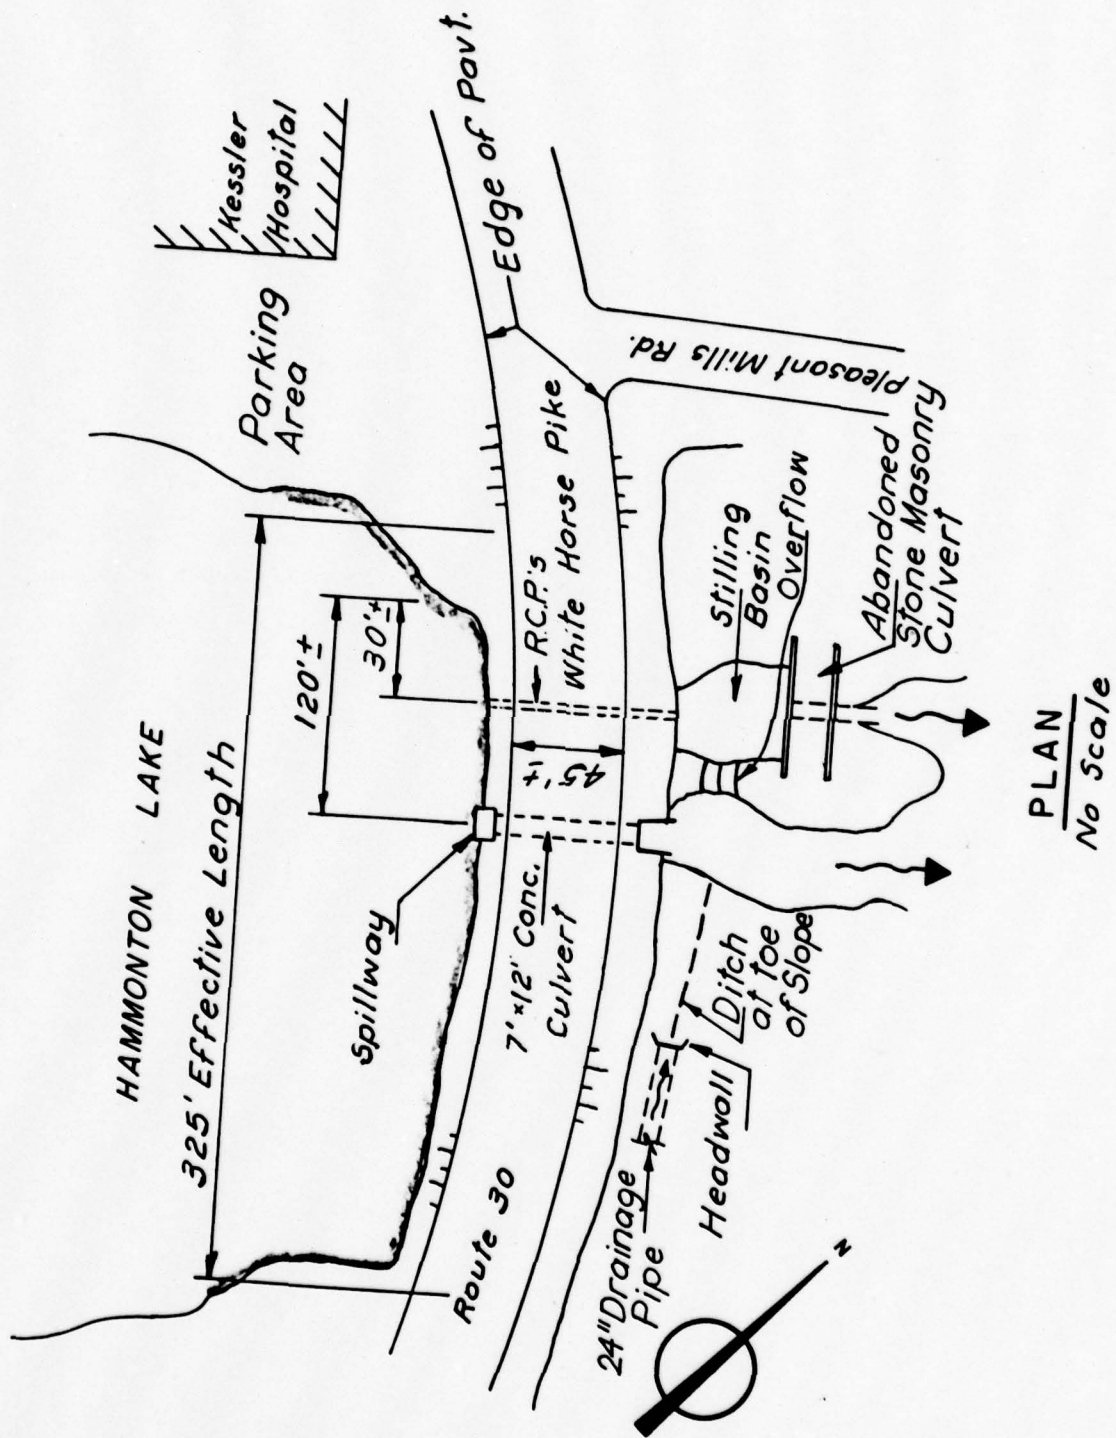 HAMMONTON LAKE
325' Effective Length
120'±
30'±
Parking
Area
Kessler
Hospital
Spillway
Edge of Pavt.
Route 30
R.C.P.'s
White Horse Pike
45'±
7'×12' Conc.
Culvert
Pleasant Mills Rd.
24" Drainage
Pipe
Headwall
Ditch
at toe
of Slope
Stilling
Basin
Overflow
Abandoned
Stone Masonry
Culvert
N
PLAN
No Scale